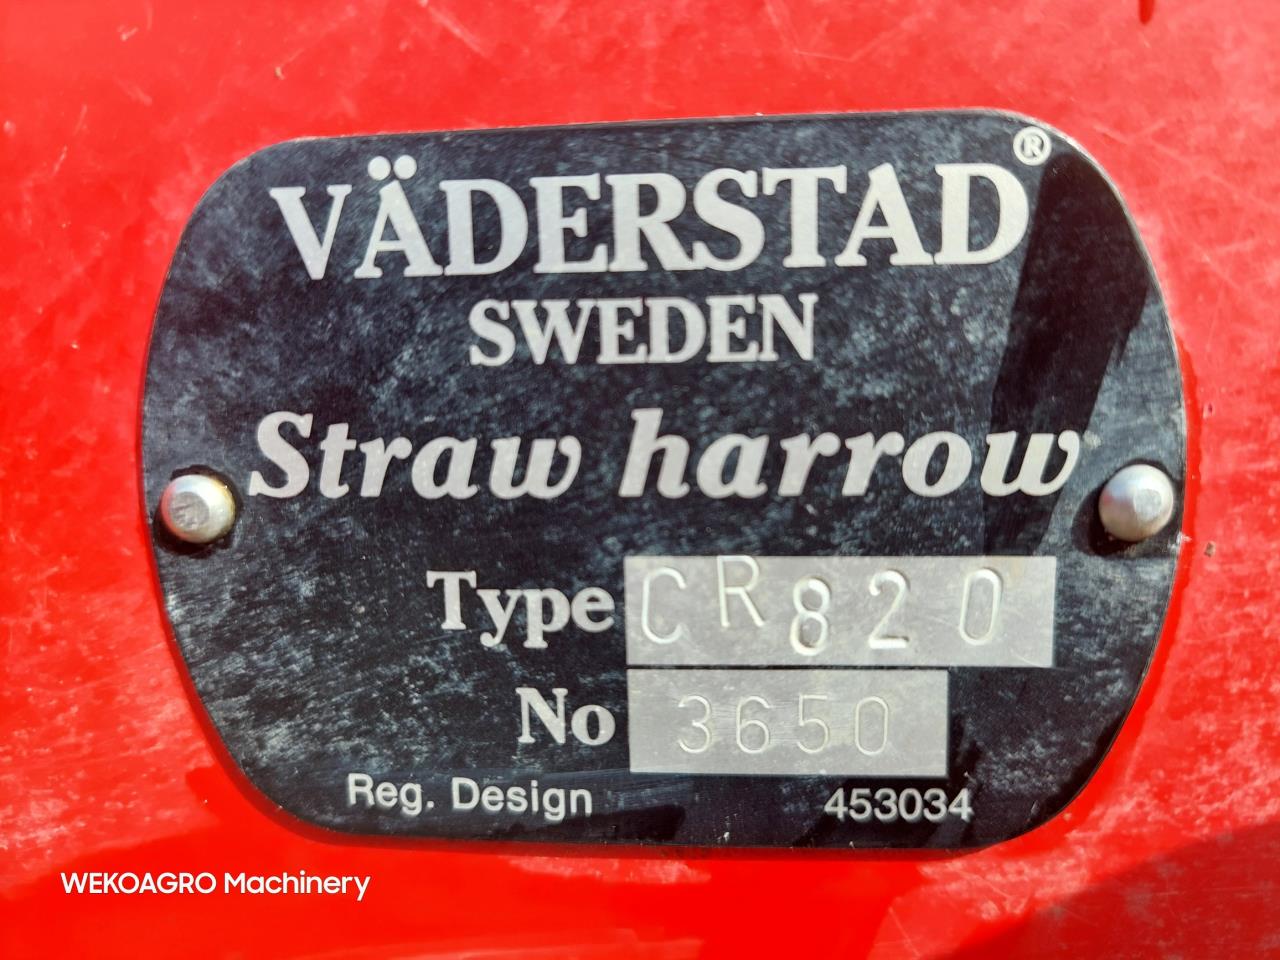 VÄDERSTAD®
SWEDEN
Straw harrow
Type CR820
No 3650
Reg. Design 453034
WEKOAGRO Machinery